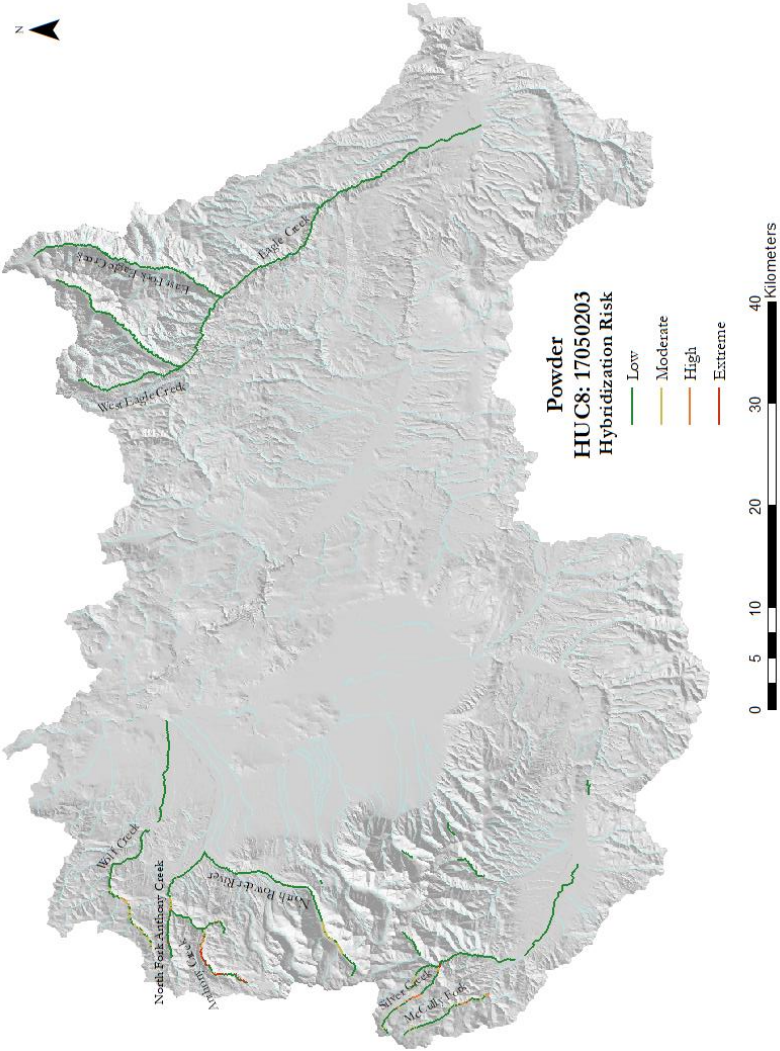 N
East Fork Eagle Creek
Eagle Creek
West Eagle Creek
Powder
HUC8: 17050203
Hybridization Risk
Low
Moderate
High
Extreme
0 5 10 20 30 40 Kilometers
Wolf Creek
North Fork Anthony Creek
Anthony Creek
North Powder River
Silver Creek
McCully Fork